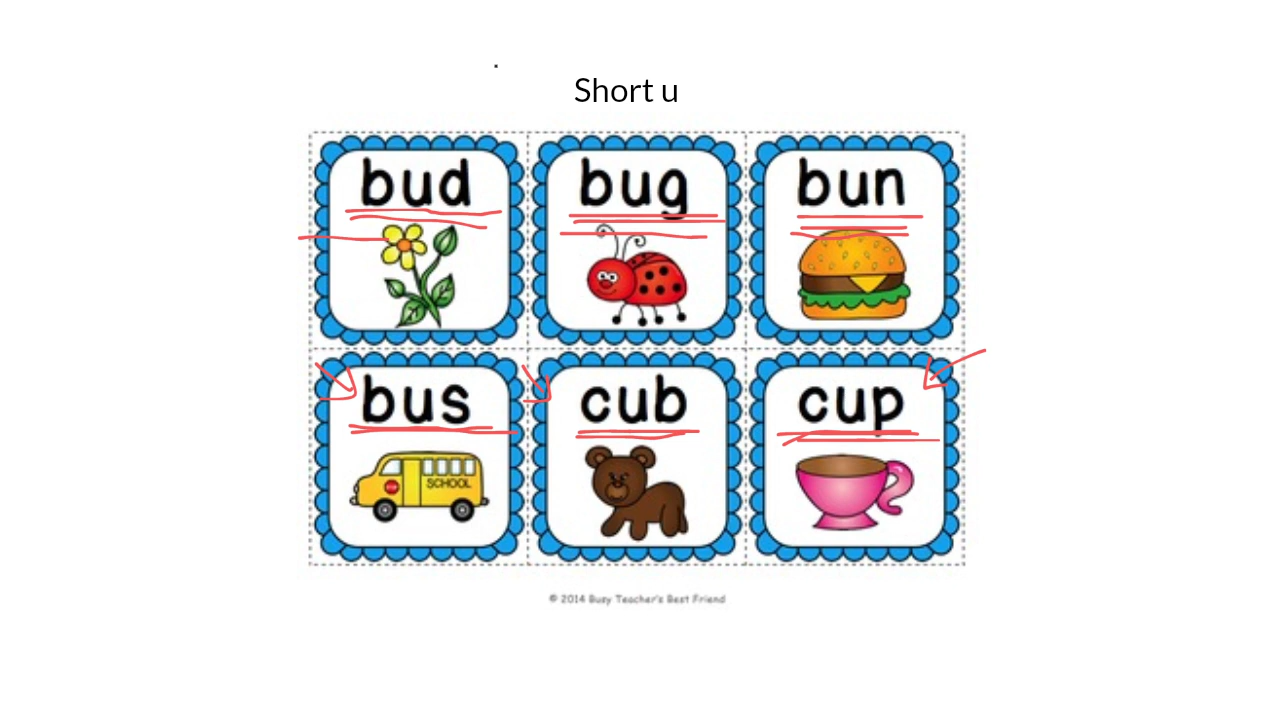 Short u
bud bug bun
bus cub cup
SCHOOL
© 2014 Busy Teacher's Best Friend